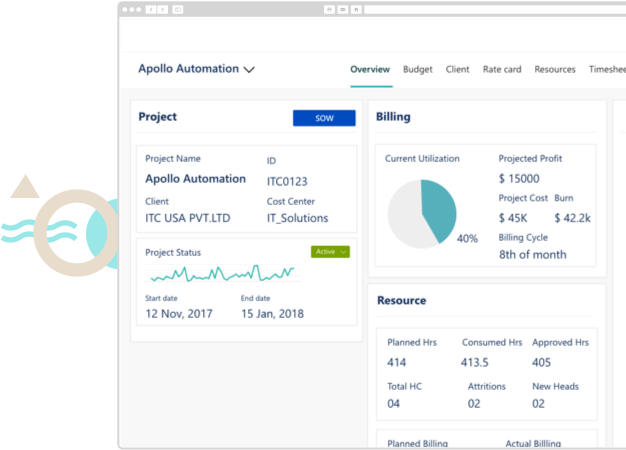 Apollo Automation
Overview Budget Client Rate card Resources Timeshee
Project
SOW
Project Name
ID
Apollo Automation
ITC0123
Client
Cost Center
ITC USA PVT.LTD
IT_Solutions
Project Status
Active
Start date
End date
12 Nov, 2017
15 Jan, 2018
Billing
Current Utilization
40%
Projected Profit
$ 15000
Project Cost Burn
$ 45K $ 42.2k
Billing Cycle
8th of month
Resource
Planned Hrs Consumed Hrs Approved Hrs
414 413.5 405
Total HC Attritions New Heads
04 02 02
Planned Billing Actual Billling